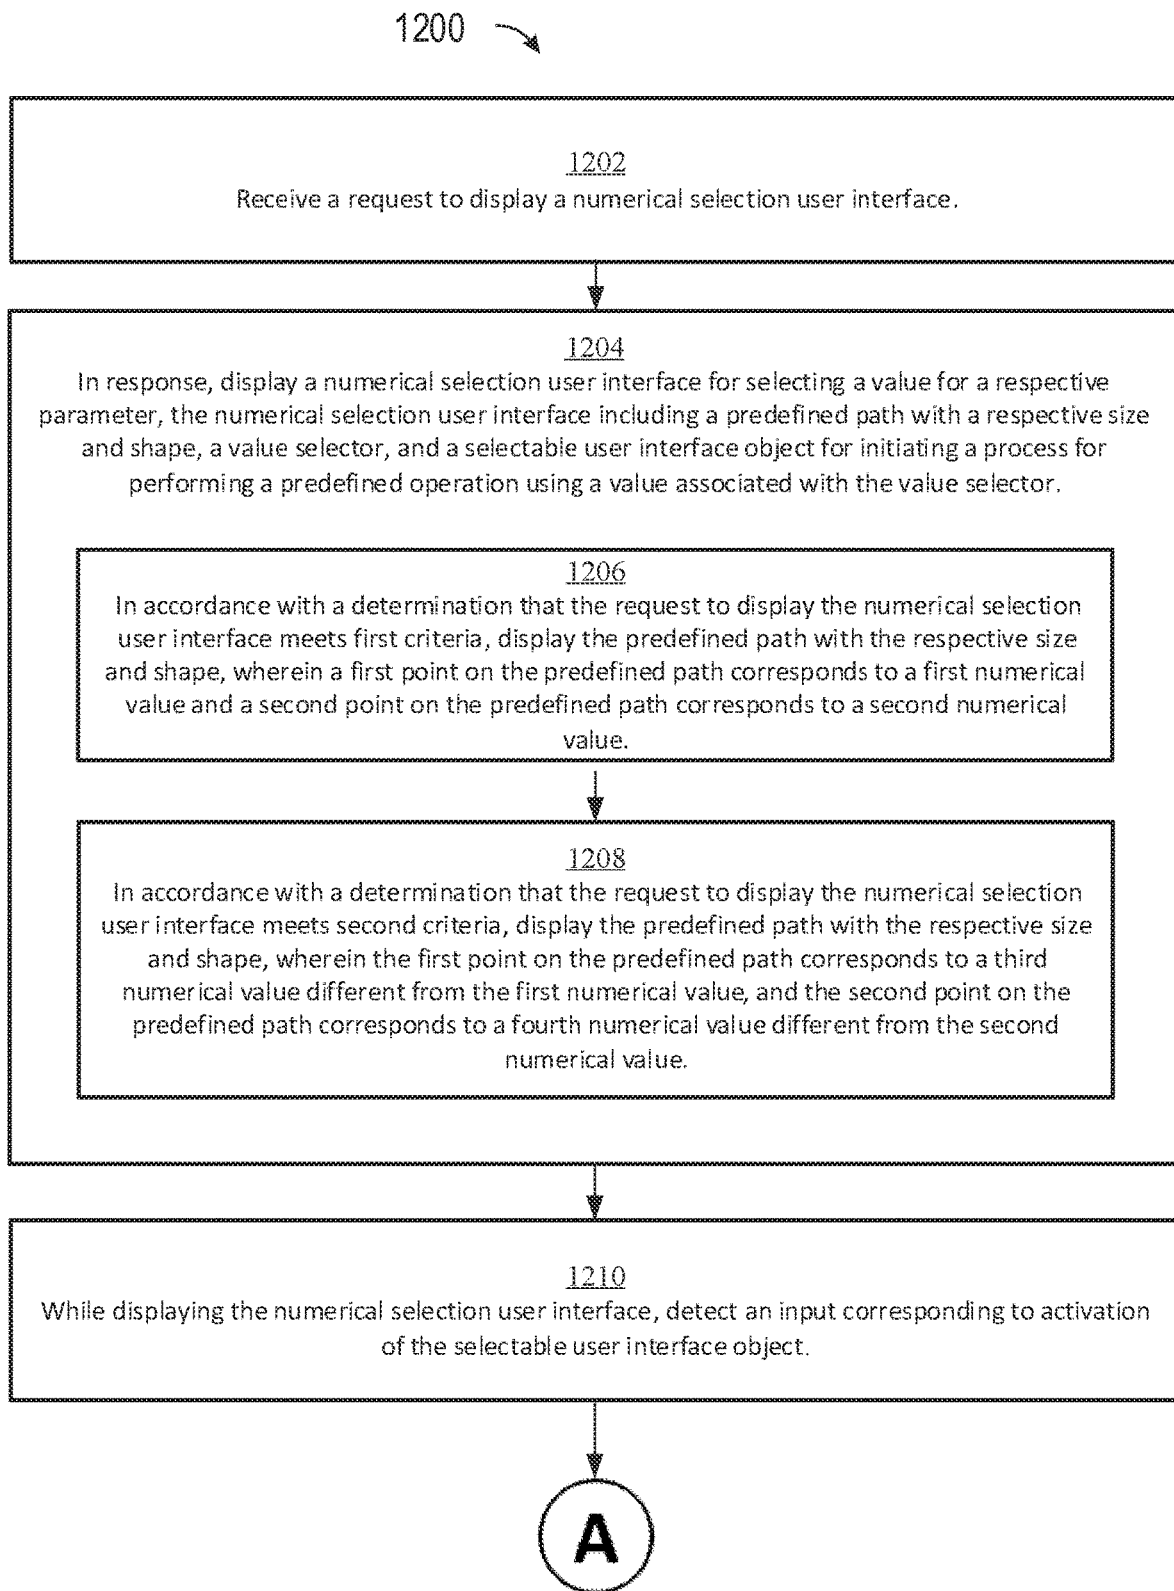 1200
1202
Receive a request to display a numerical selection user interface.
1204
In response, display a numerical selection user interface for selecting a value for a respective
parameter, the numerical selection user interface including a predefined path with a respective size
and shape, a value selector, and a selectable user interface object for initiating a process for
performing a predefined operation using a value associated with the value selector.
1206
In accordance with a determination that the request to display the numerical selection
user interface meets first criteria, display the predefined path with the respective size
and shape, wherein a first point on the predefined path corresponds to a first numerical
value and a second point on the predefined path corresponds to a second numerical
value.
1208
In accordance with a determination that the request to display the numerical selection
user interface meets second criteria, display the predefined path with the respective size
and shape, wherein the first point on the predefined path corresponds to a third
numerical value different from the first numerical value, and the second point on the
predefined path corresponds to a fourth numerical value different from the second
numerical value.
1210
While displaying the numerical selection user interface, detect an input corresponding to activation
of the selectable user interface object.
A